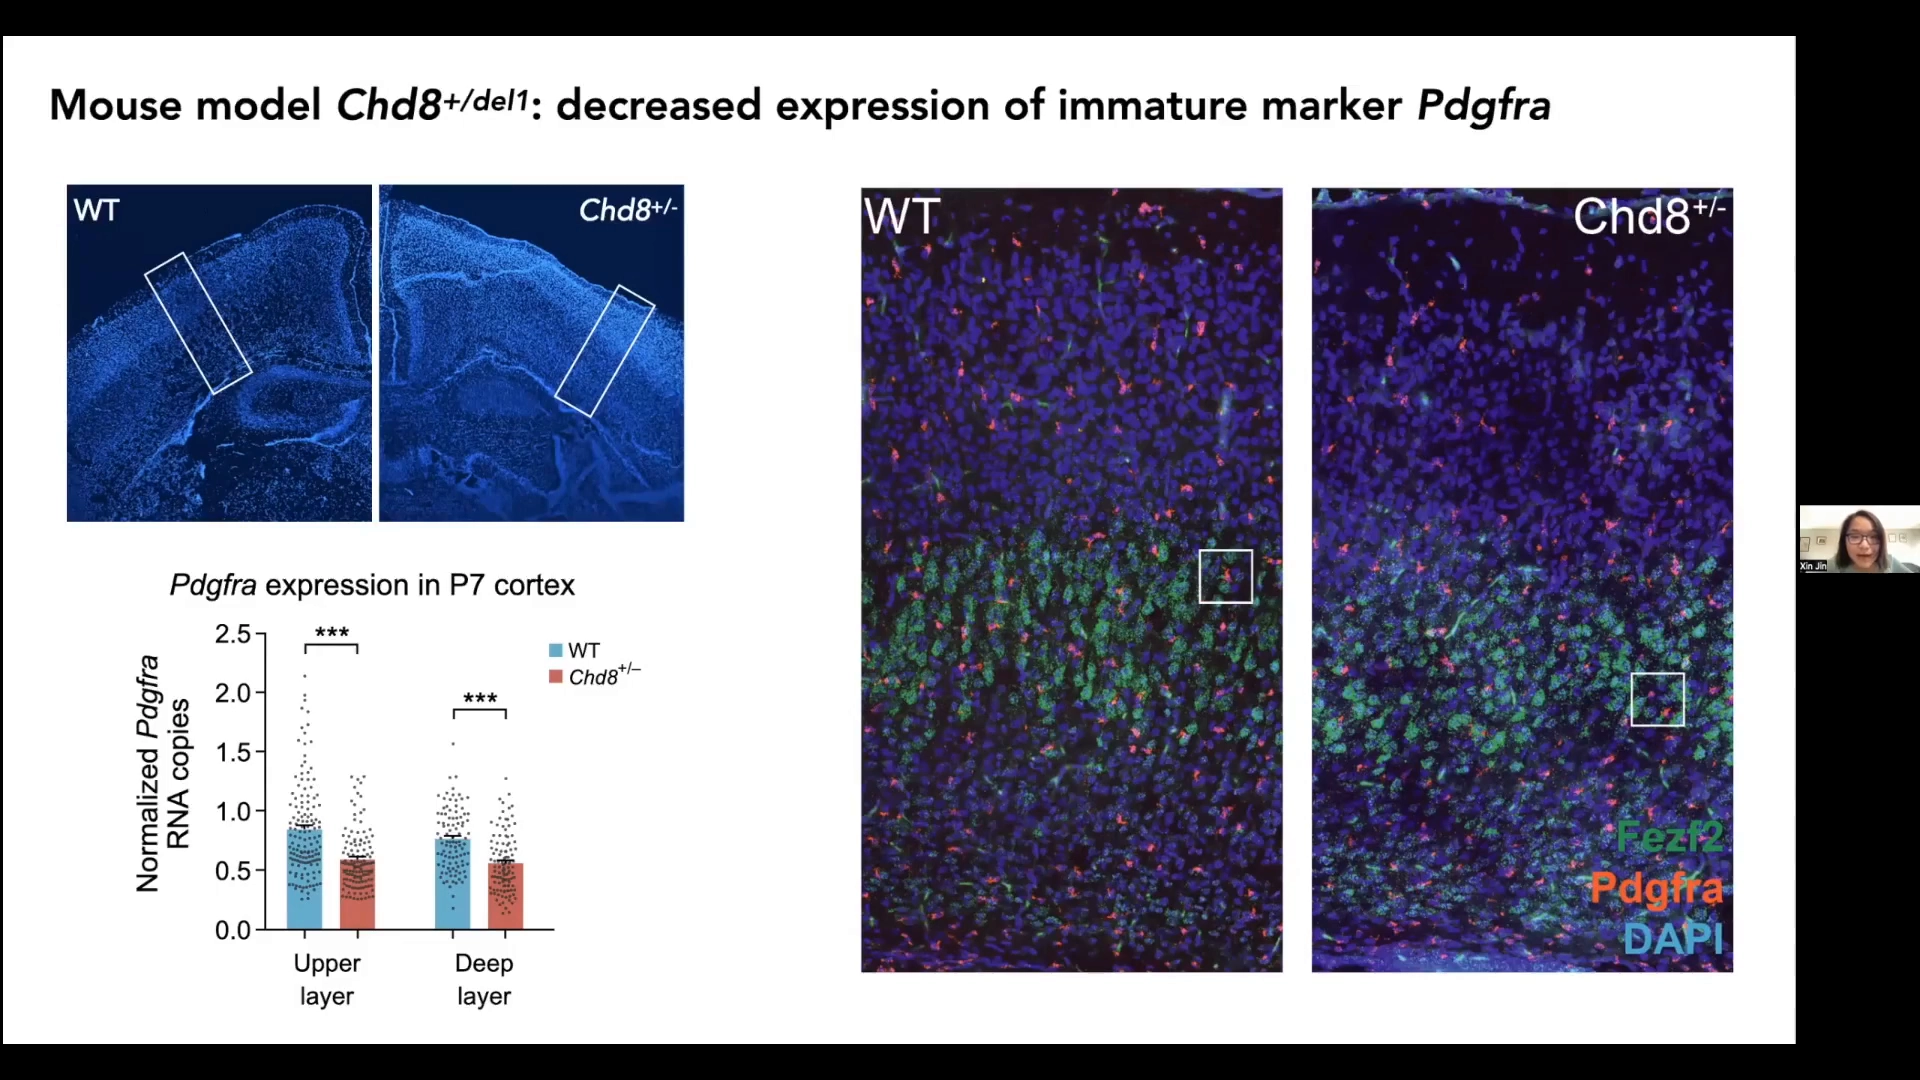 Mouse model Chd8+/del1: decreased expression of immature marker Pdgfra
WT
Chd8+/-
WT
Chd8+/-
Pdgfra expression in P7 cortex
Normalized Pdgfra
RNA copies
2.5
2.0
1.5
1.0
0.5
0.0
***
***
WT
Chd8+/–
Upper
layer
Deep
layer
Fezf2
Pdgfra
DAPI
Xin Jin